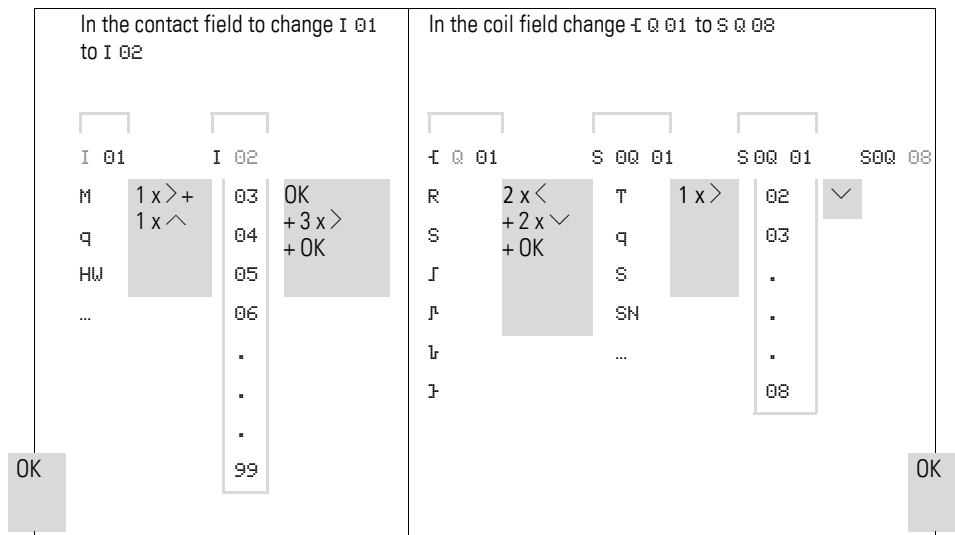 In the contact field to change I 01
to I 02
I 01
M
q
HW
...
1 x > +
1 x ^
I 02
03
04
05
06
.
.
.
99
OK
+ 3 x >
+ OK
OK
In the coil field change Q 01 to S Q 08
Q 01
R
S
2 x <
+ 2 x ﹀
+ OK
S 0Q 01
T
q
S
SN
...
1 x >
S 0Q 01
02
03
.
.
.
08
﹀
S0Q 08
OK